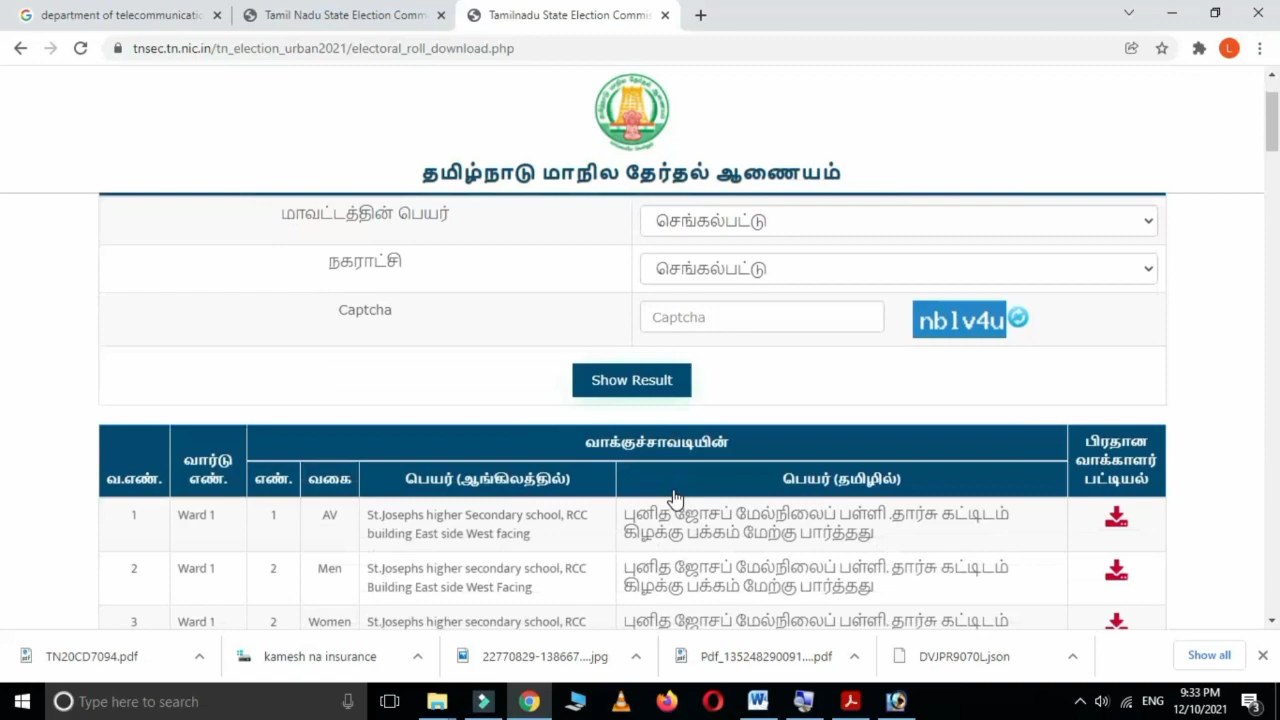 department of telecommunicatio
Tamil Nadu State Election Comm
Tamilnadu State Election Commis
tnsec.tn.nic.in/tn_election_urban2021/electoral_roll_download.php
L
தமிழ்நாடு மாநில தேர்தல் ஆணையம்
மாவட்டத்தின் பெயர்
செங்கல்பட்டு
நகராட்சி
செங்கல்பட்டு
Captcha
Captcha
nblv4u
Show Result
வ.எண்.
வார்டு எண்.
வாக்குச்சாவடியின்
பிரதான வாக்காளர் பட்டியல்
எண்.
வகை
பெயர் (ஆங்கிலத்தில்)
பெயர் (தமிழில்)
1
Ward 1
1
AV
St.Josephs higher Secondary school, RCC
building East side West facing
புனித ஜோசப் மேல்நிலைப் பள்ளி .தார்சு கட்டிடம்
கிழக்கு பக்கம் மேற்கு பார்த்தது
2
Ward 1
2
Men
St.Josephs higher secondary school, RCC
Building East side West Facing
புனித ஜோசப் மேல்நிலைப் பள்ளி. தார்சு கட்டிடம்
கிழக்கு பக்கம் மேற்கு பார்த்தது
3
Ward 1
2
Women
St.Josephs higher secondary school, RCC
புனித ஜோசப் மேல்நிலைப் பள்ளி. தார்சு கட்டிடம்
TN20CD7094.pdf
kamesh na insurance
22770829-138667....jpg
Pdf_135248290091....pdf
DVJPR9070L.json
Show all
Type here to search
ENG
9:33 PM
12/10/2021
3